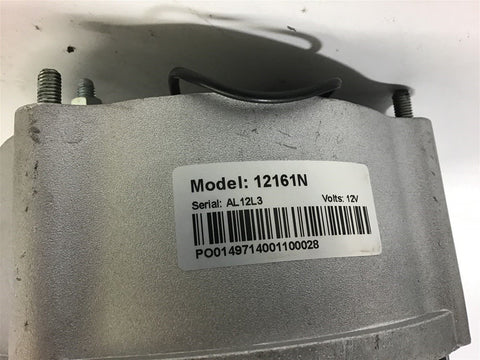 Model: 12161N
Serial: AL12L3 Volts: 12V
PO0149714001100028